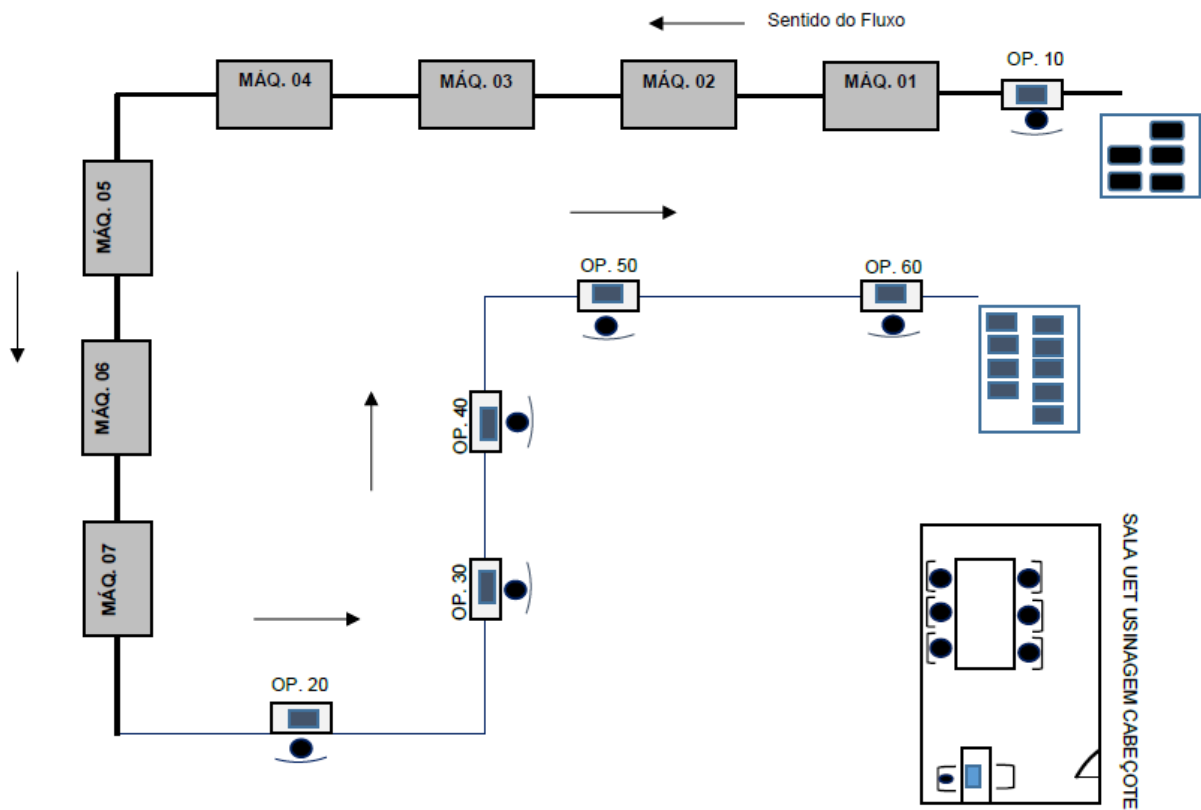 Sentido do Fluxo
OP. 10
MÁQ. 04
MÁQ. 03
MÁQ. 02
MÁQ. 01
MÁQ. 05
OP. 50
OP. 60
MÁQ. 06
OP. 40
MÁQ. 07
OP. 30
OP. 20
SALA UET USINAGEM CABEÇOTE